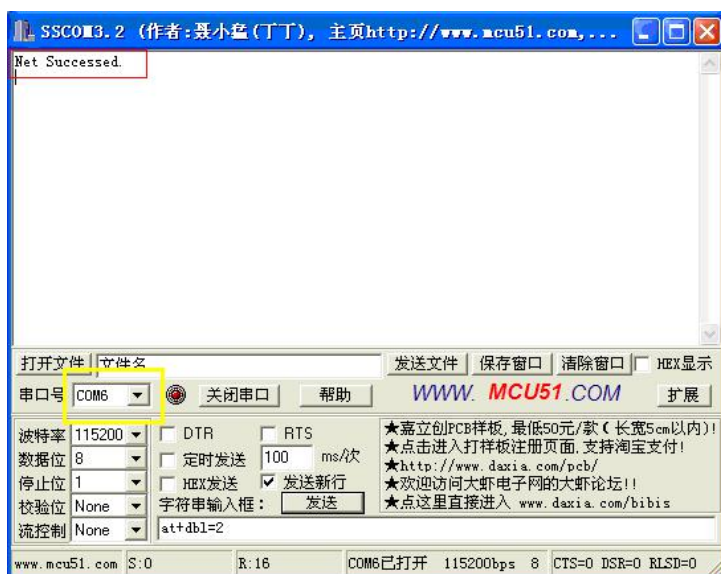 SSCOM3.2 (作者:聂小猛(丁丁), 主页http://www.mcu51.com,...
Net Successed.
打开文件 文件名 发送文件 保存窗口 清除窗口 HEX显示
串口号 COM6 关闭串口 帮助 WWW. MCU51.COM 扩展
波特率 115200 DTR RTS
数据位 8 定时发送 100 ms/次
停止位 1 HEX发送 发送新行
校验位 None 字符串输入框: 发送
流控制 None at+dbl=2
★嘉立创PCB样板,最低50元/款(长宽5cm以内)!
★点击进入打样板注册页面,支持淘宝支付!
★http://www.daxia.com/pcb/
★欢迎访问大虾电子网的大虾论坛!!
★点这里直接进入 www.daxia.com/bibis
www.mcu51.com S:0 R:16 COM6已打开 115200bps 8 CTS=0 DSR=0 RLSD=0